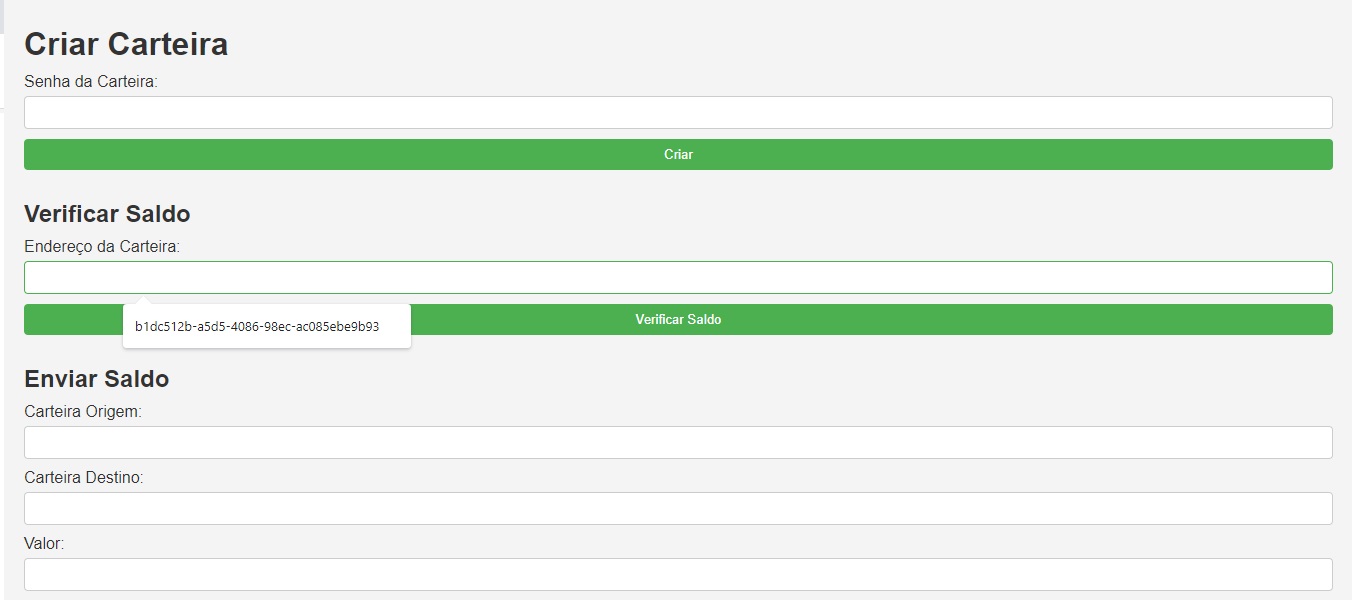 Criar Carteira
Senha da Carteira:
Criar
Verificar Saldo
Endereço da Carteira:
Verificar Saldo
b1dc512b-a5d5-4086-98ec-ac085ebe9b93
Enviar Saldo
Carteira Origem:
Carteira Destino:
Valor: